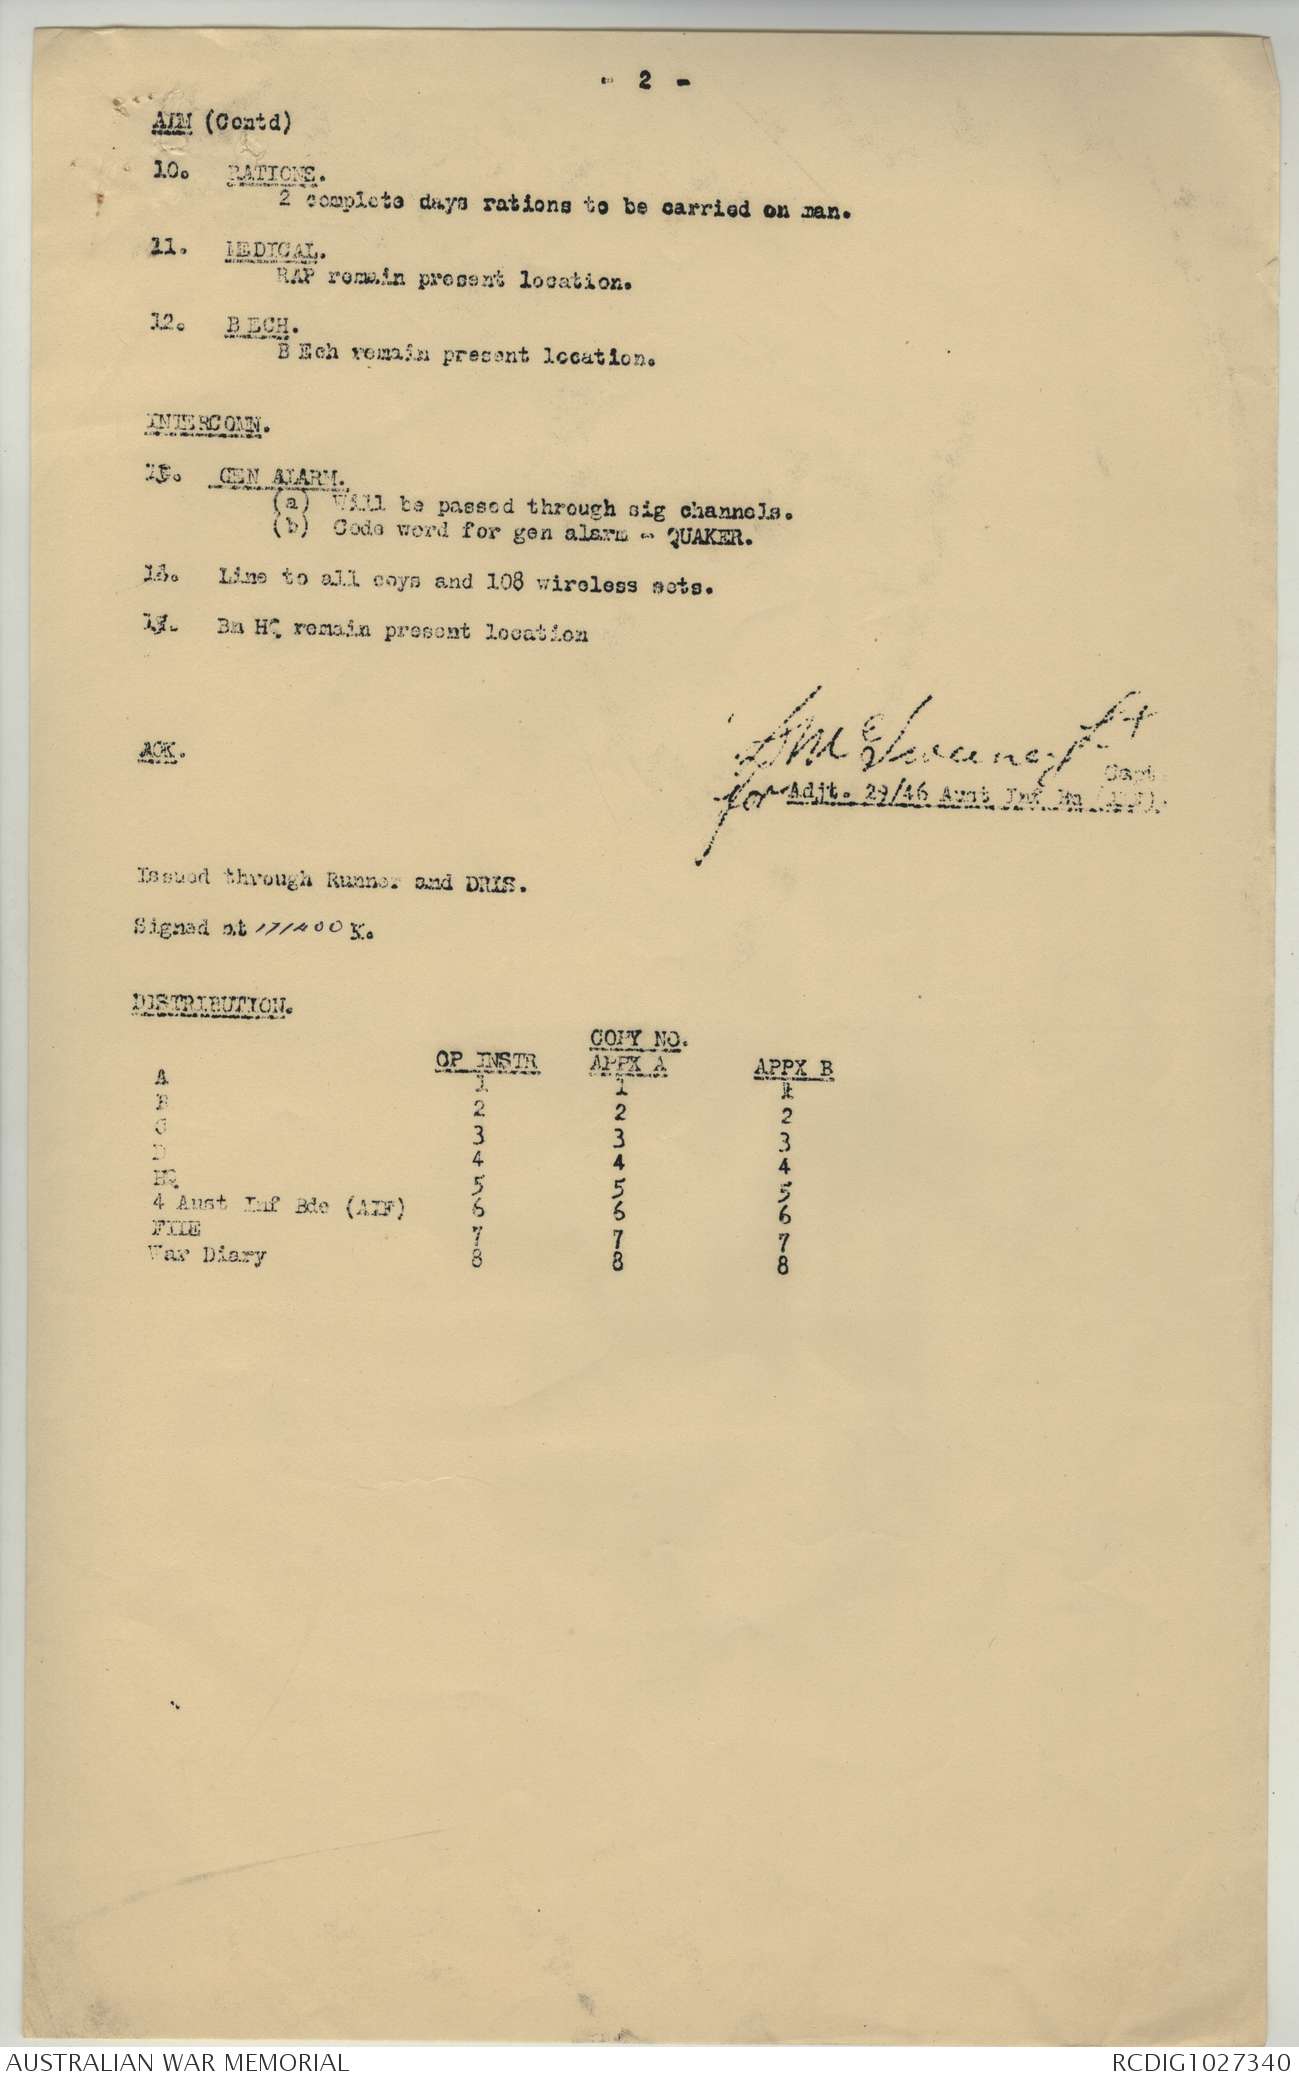 - 2 -
AIM (Contd)
10. RATIONS.
2 complete days rations to be carried on man.
11. MEDICAL.
RAP remain present location.
12. B ECH.
B Ech remain present location.
INTERCOMN.
GEN ALARM.
(a) Will be passed through sig channels.
(b) Code word for gen alarm - QUAKER.
Line to all coys and 108 wireless sets.
Bn HQ remain present location
ACK.
Lt
Capt.
for Adjt. 29/46 Aust Inf Bn (AIF).
Issued through Runner and DRLS.
Signed at 171400 K.
DISTRIBUTION.
COPY NO.
OP INSTR APPX A APPX B
A 1 1 1
B 2 2 2
C 3 3 3
D 4 4 4
HQ 5 5 5
4 Aust Inf Bde (AIF) 6 6 6
FILE 7 7 7
War Diary 8 8 8
AUSTRALIAN WAR MEMORIAL
RCDIG1027340